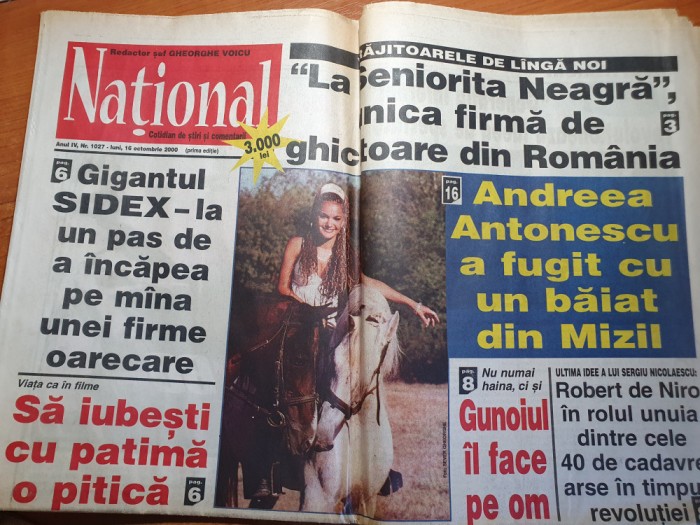 Redactor șef GHEORGHE VOICU
Național
Cotidian de știri și comentarii
Anul IV, Nr. 1027 - luni, 16 octombrie 2000 (prima ediție)
3.000
lei
DE LÎNGĂ NOI
"La Seniorita Neagră",
unica firmă de
pag.
3
din România
pag.
6
Gigantul
SIDEX – la
un pas de
a încăpea
pe mîna
unei firme
oarecare
Viața ca în filme
Să iubești
cu patimă
o pitică
pag.
6
pag.
16
Andreea
Antonescu
a fugit cu
un băiat
din Mizil
pag.
8
Nu numai
haina, ci și
Gunoiul
îl face
pe om
ULTIMA IDEE A LUI SERGIU NICOLAESCU:
Robert de Niro
în rolul unuia
dintre cele
40 de cadavre
arse în timpul
revoluției